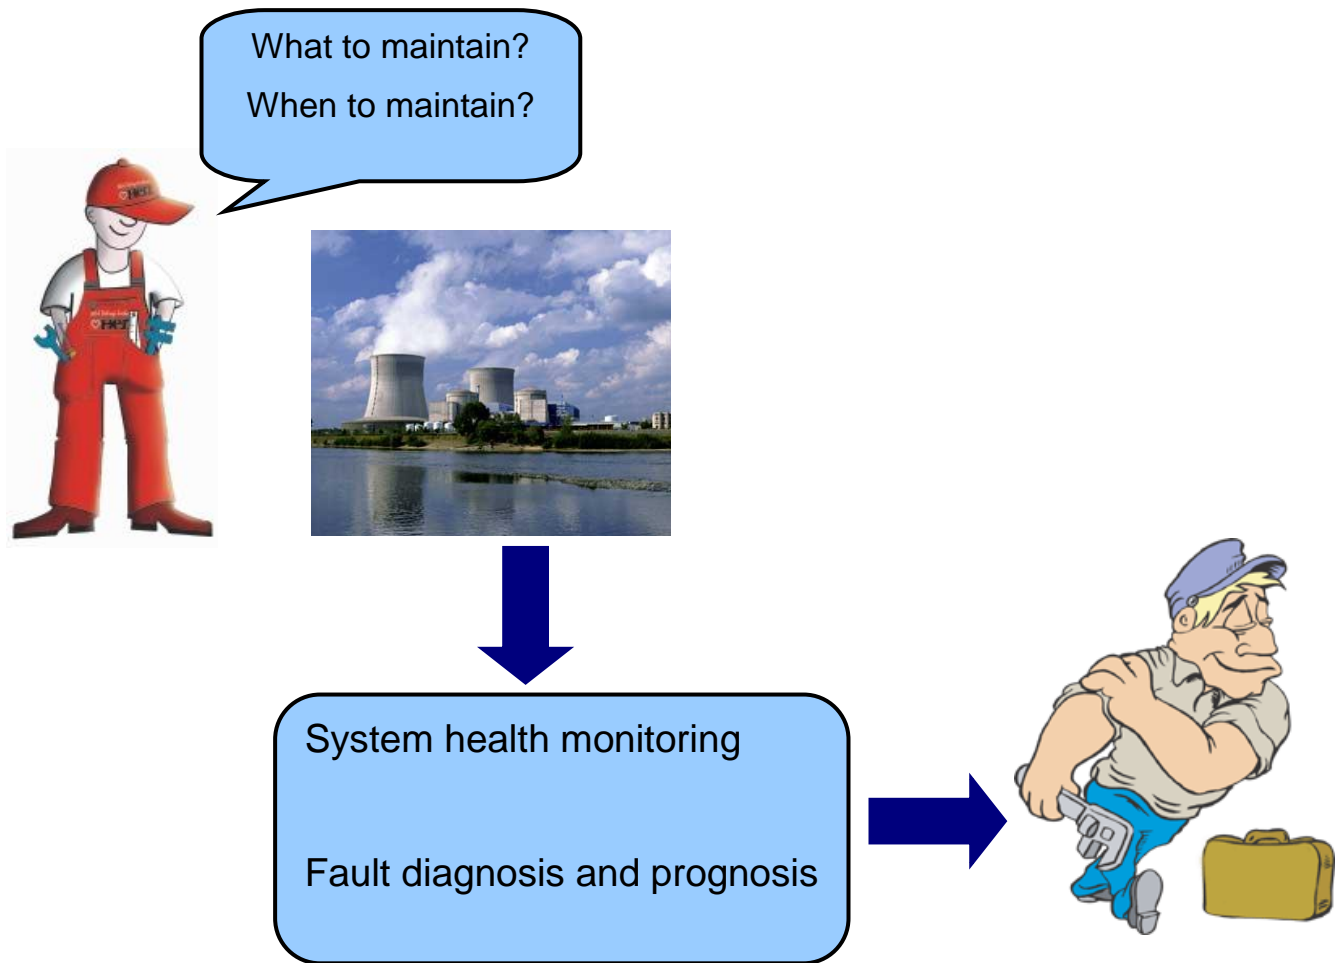 What to maintain?
When to maintain?
System health monitoring
Fault diagnosis and prognosis